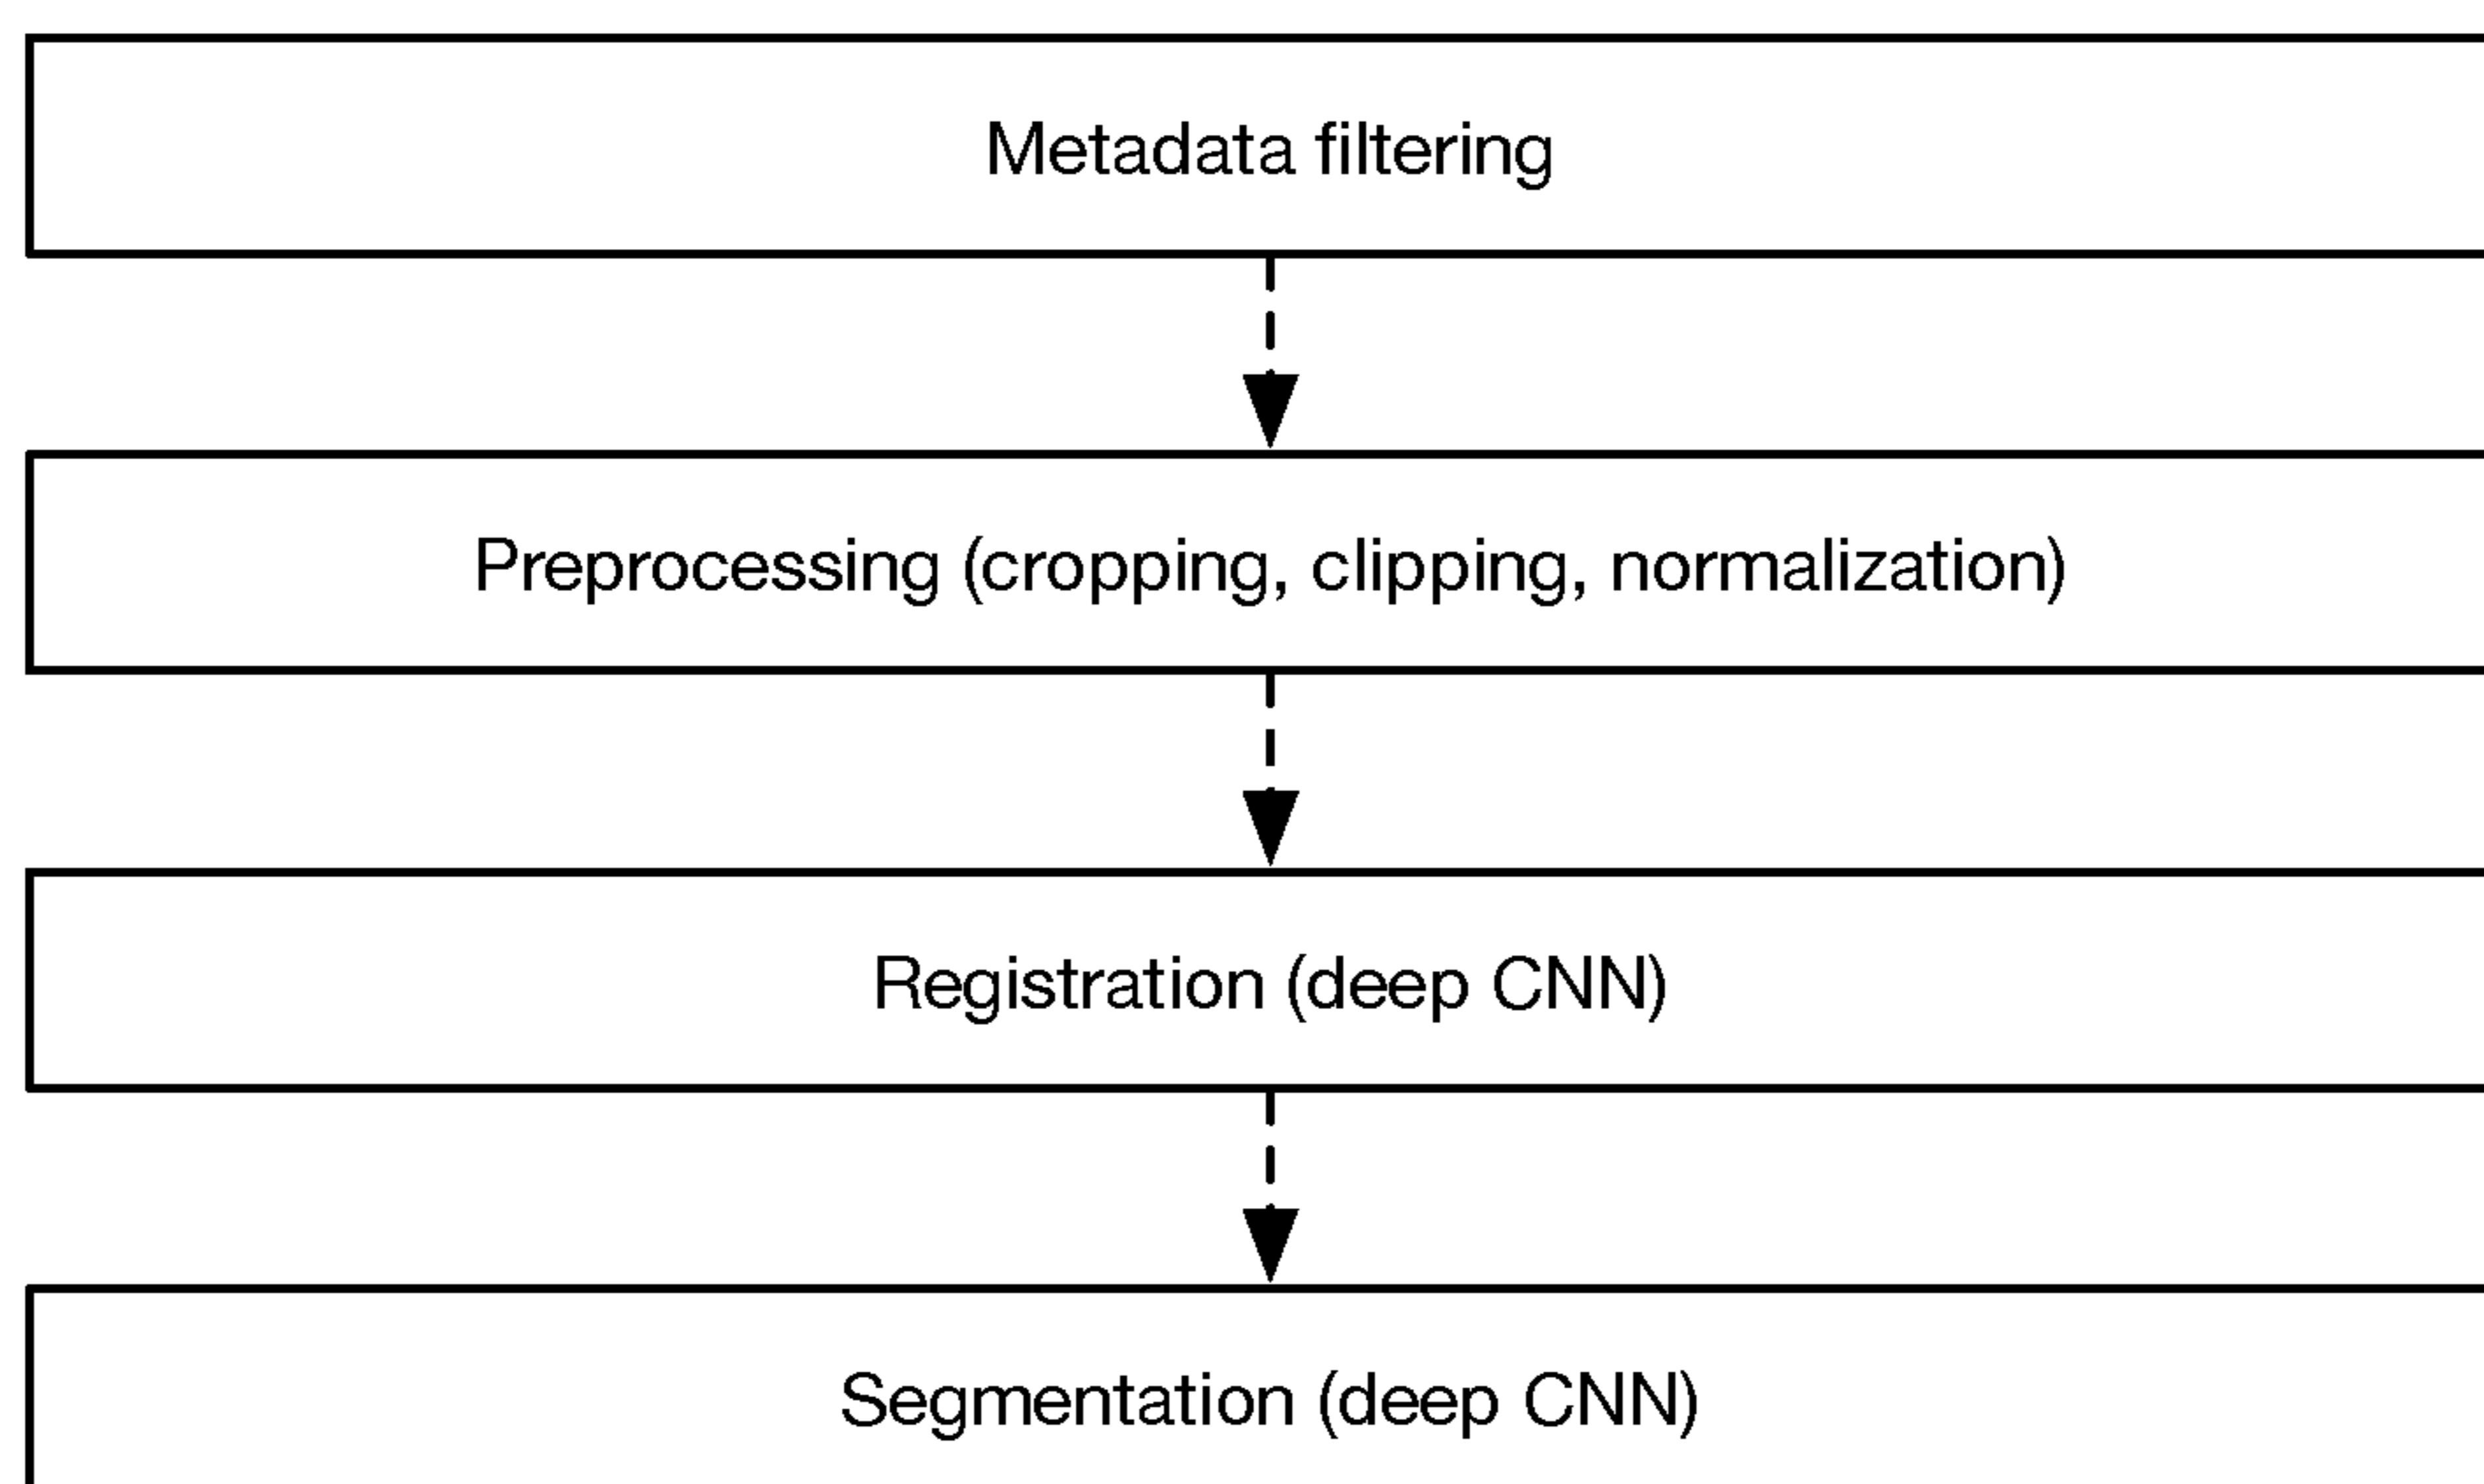 Metadata filtering
Preprocessing (cropping, clipping, normalization)
Registration (deep CNN)
Segmentation (deep CNN)